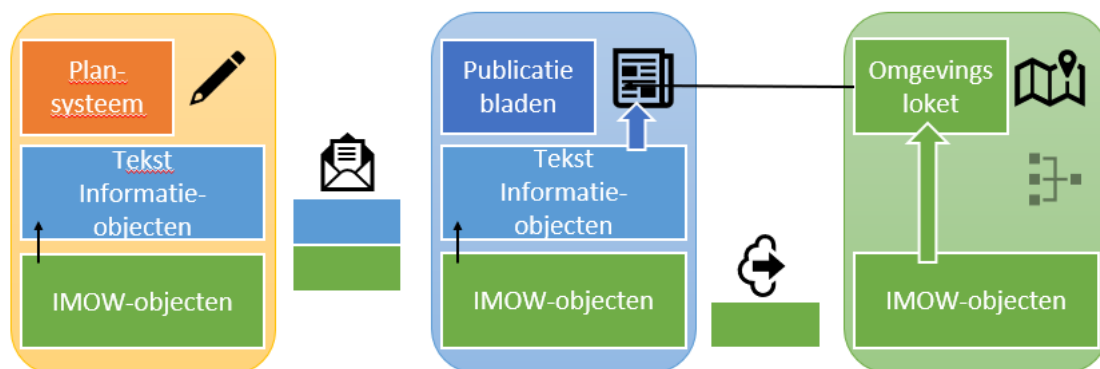 Plan-
systeem
Tekst
Informatie-
objecten
IMOW-objecten
Publicatie
bladen
Tekst
Informatie-
objecten
IMOW-objecten
Omgevings
loket
IMOW-objecten